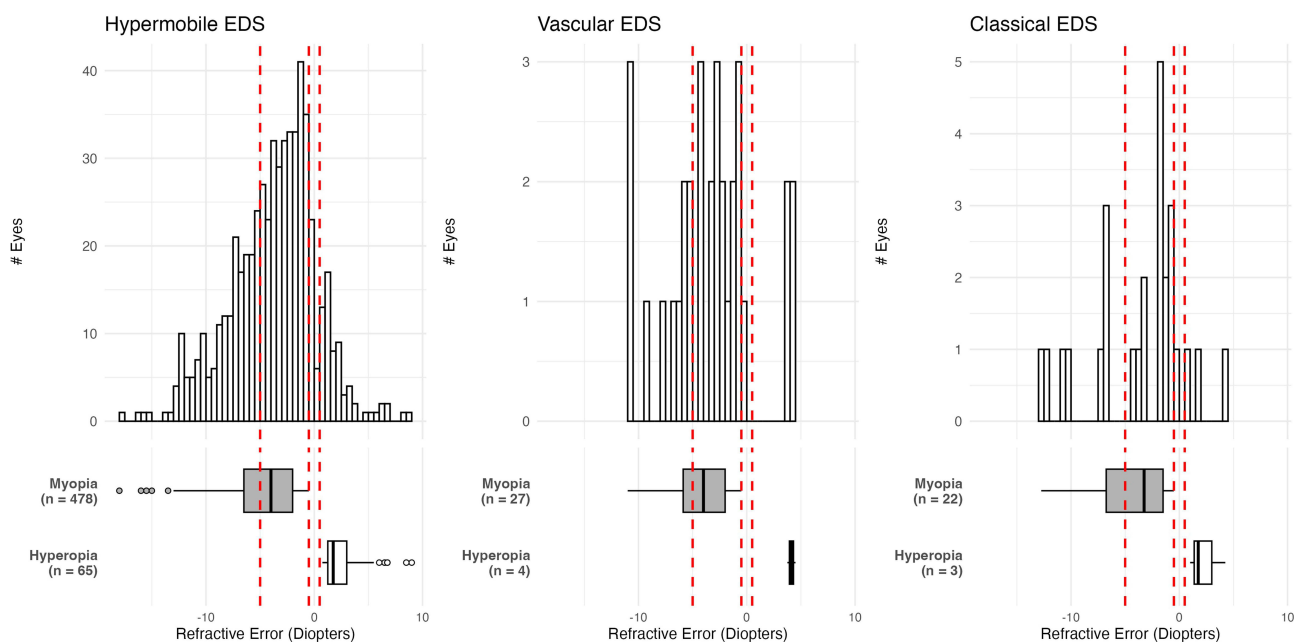 Hypermobile EDS
# Eyes
40
30
20
10
0
Myopia
(n = 478)
Hyperopia
(n = 65)
-10 0 10
Refractive Error (Diopters)
Vascular EDS
# Eyes
3
2
1
0
Myopia
(n = 27)
Hyperopia
(n = 4)
-10 0 10
Refractive Error (Diopters)
Classical EDS
# Eyes
5
4
3
2
1
0
Myopia
(n = 22)
Hyperopia
(n = 3)
-10 0 10
Refractive Error (Diopters)